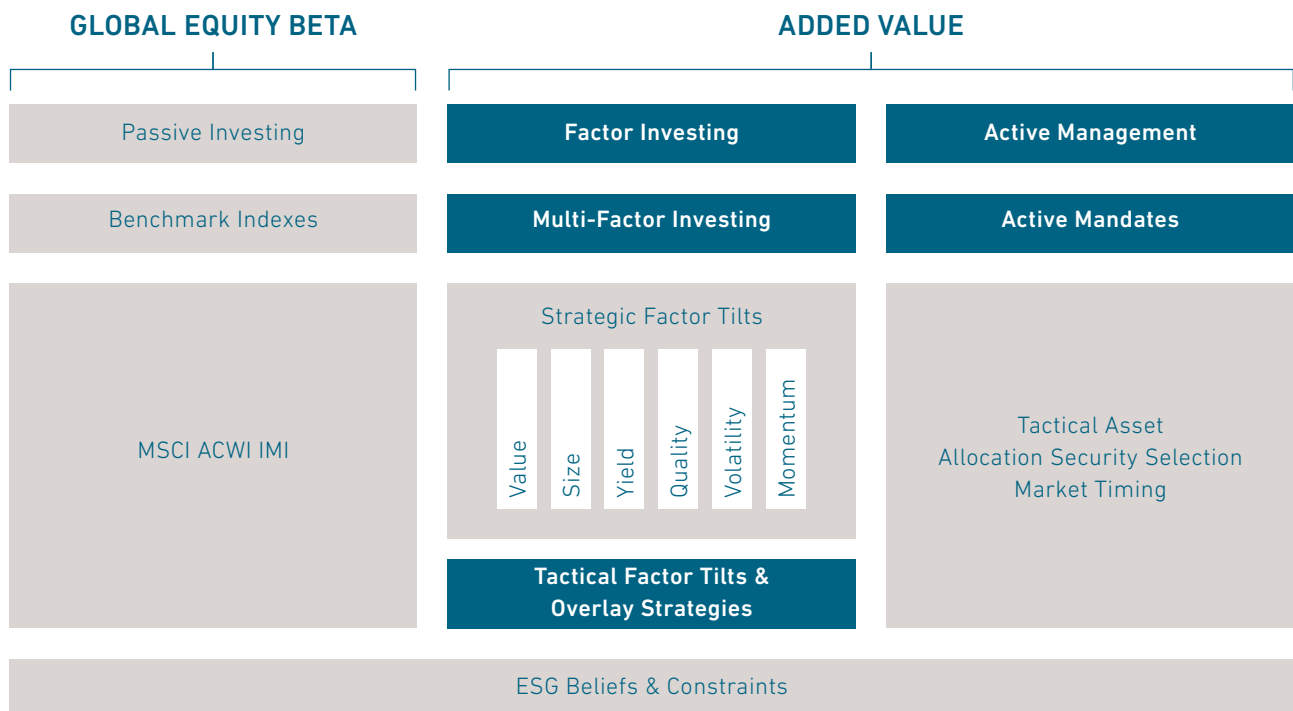 GLOBAL EQUITY BETA
ADDED VALUE
Passive Investing
Factor Investing
Active Management
Benchmark Indexes
Multi-Factor Investing
Active Mandates
MSCI ACWI IMI
Strategic Factor Tilts
Value
Size
Yield
Quality
Volatility
Momentum
Tactical Factor Tilts &
Overlay Strategies
Tactical Asset
Allocation Security Selection
Market Timing
ESG Beliefs & Constraints